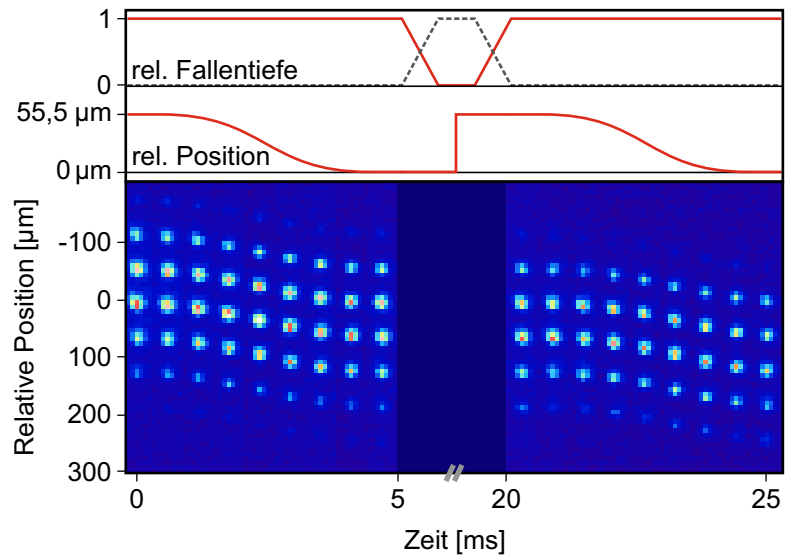 1
rel. Fallentiefe
0
55,5 µm
rel. Position
0 µm
Relative Position [µm]
-100
0
100
200
300
0 5 20 25
Zeit [ms]